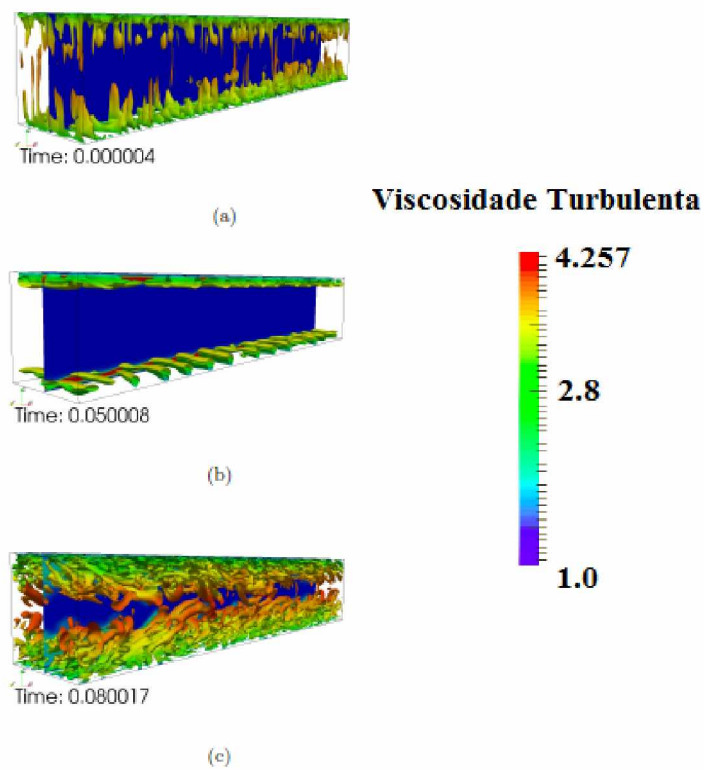 Time: 0.000004
(a)
Viscosidade Turbulenta
4.257
2.8
1.0
Time: 0.050008
(b)
Time: 0.080017
(c)